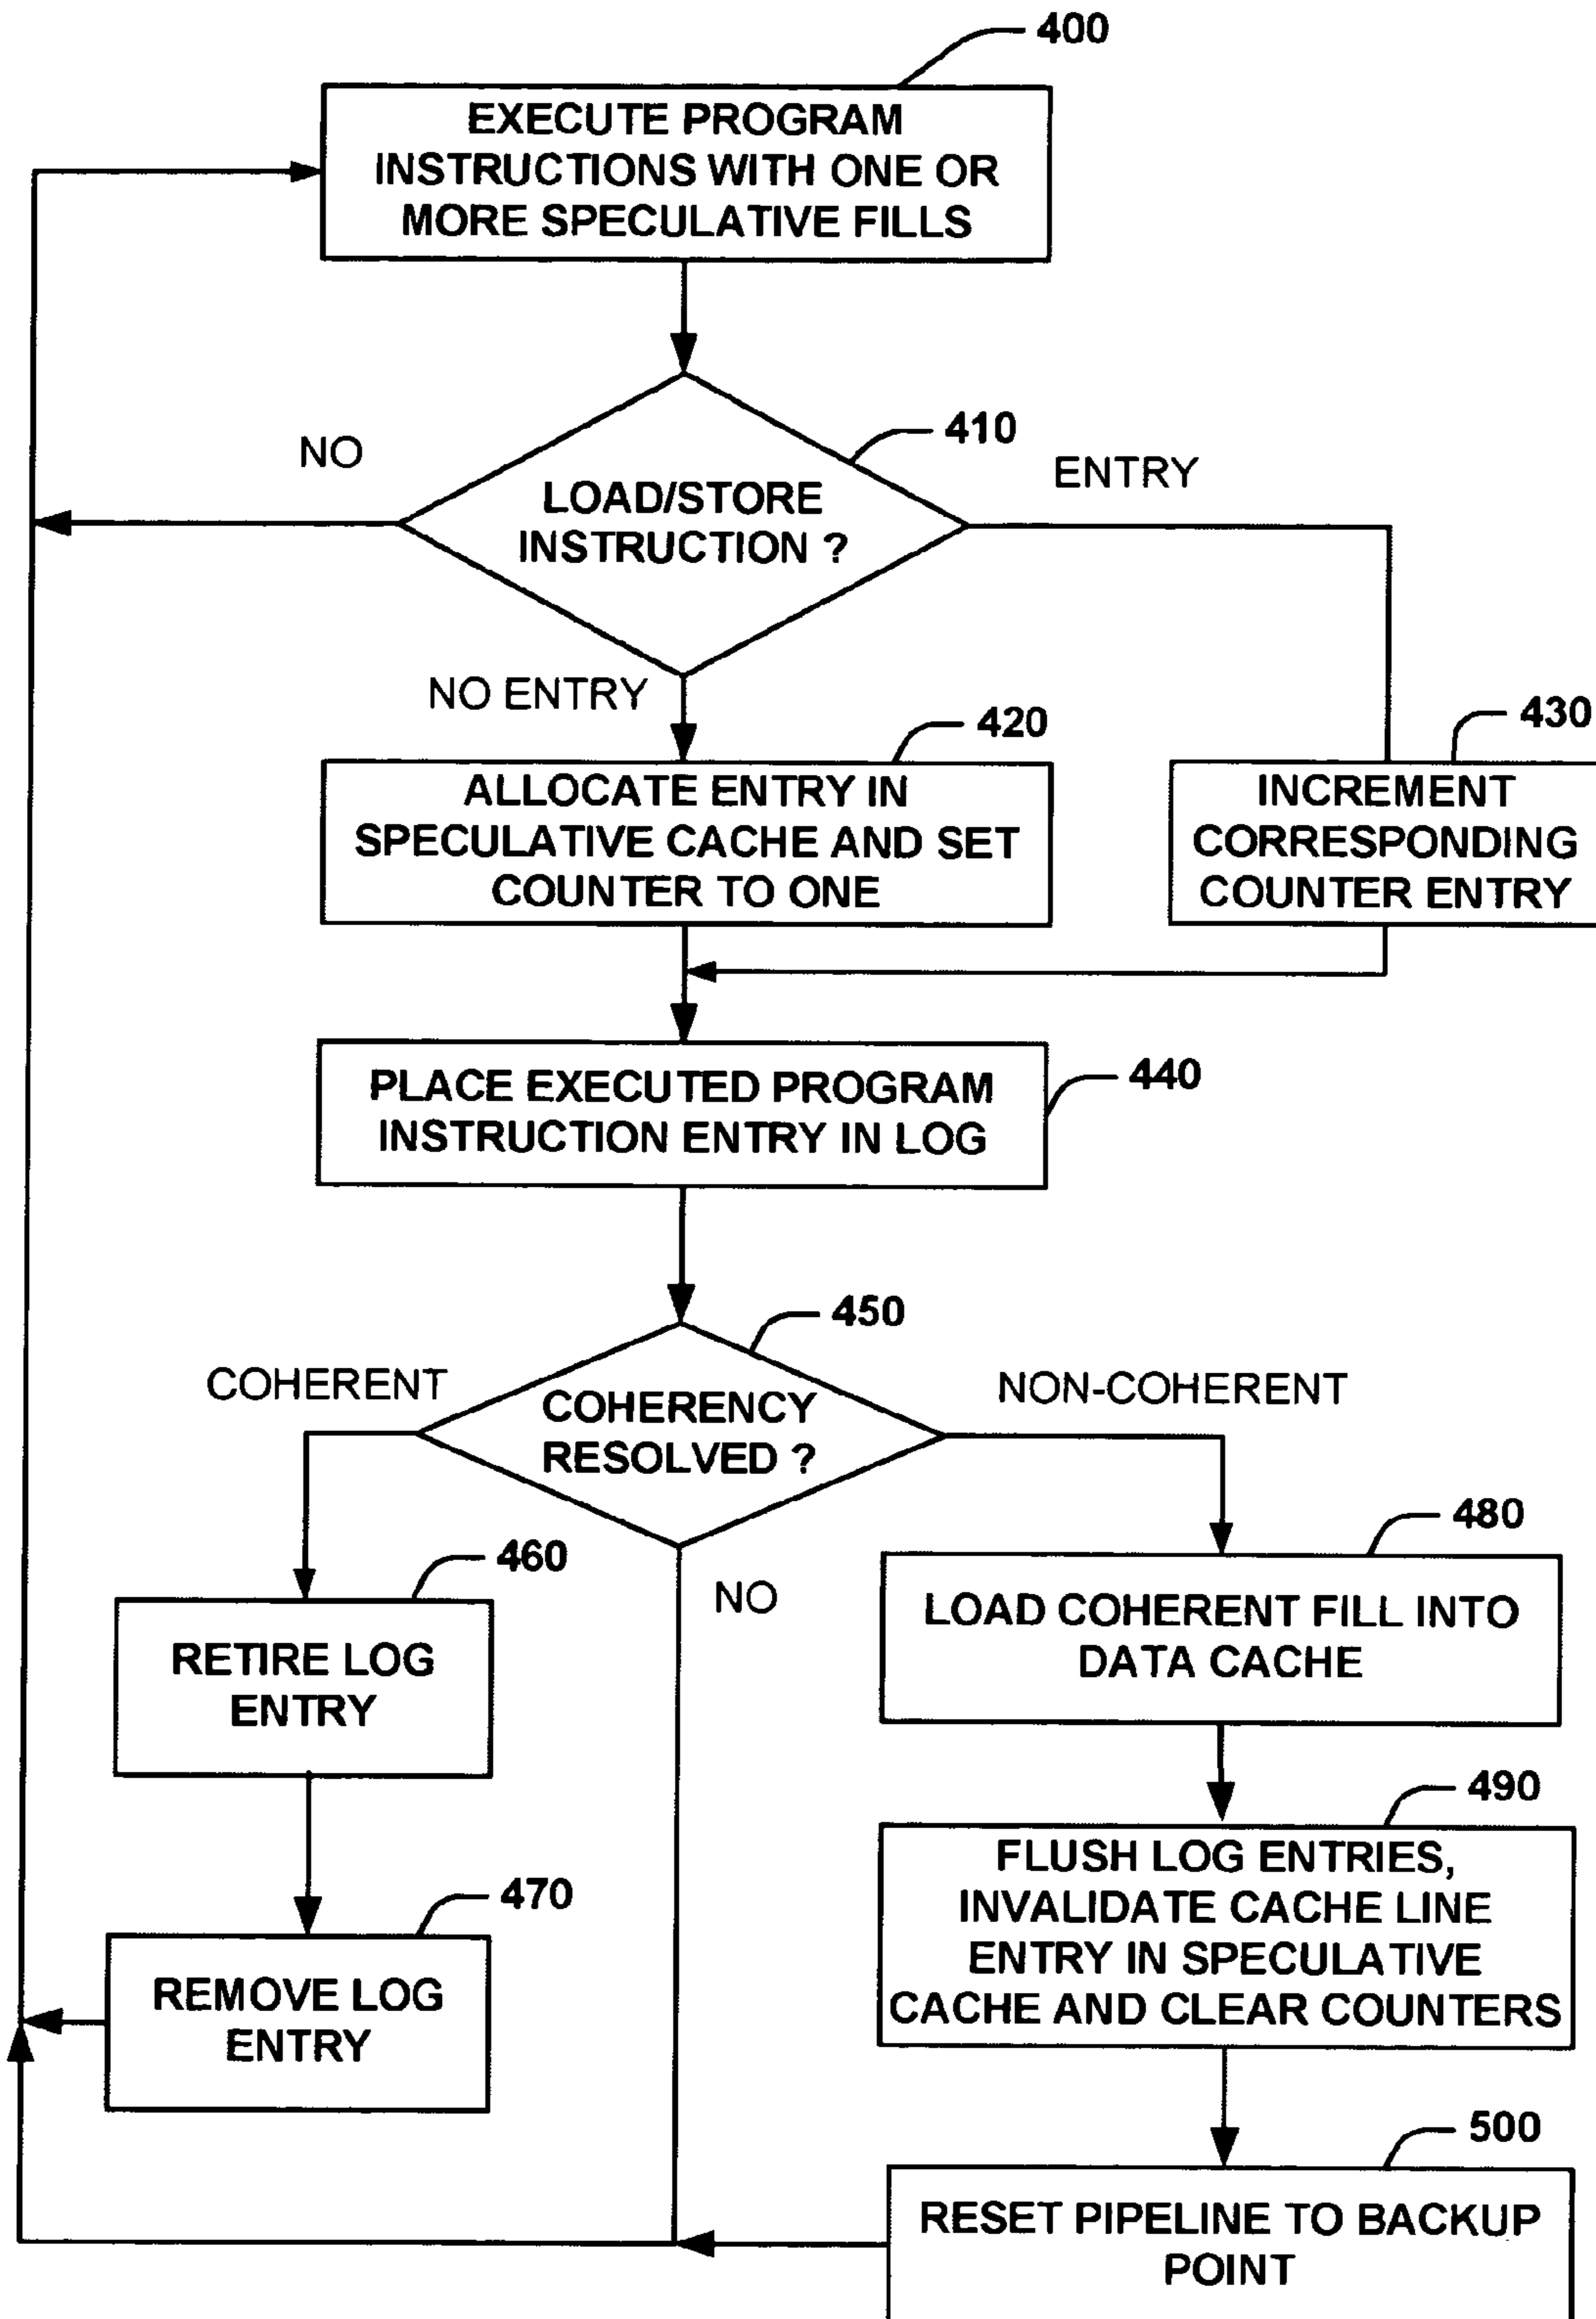 400
EXECUTE PROGRAM
INSTRUCTIONS WITH ONE OR
MORE SPECULATIVE FILLS
410
NO
ENTRY
LOAD/STORE
INSTRUCTION ?
NO ENTRY
420
430
ALLOCATE ENTRY IN
SPECULATIVE CACHE AND SET
COUNTER TO ONE
INCREMENT
CORRESPONDING
COUNTER ENTRY
440
PLACE EXECUTED PROGRAM
INSTRUCTION ENTRY IN LOG
450
COHERENT
NON-COHERENT
COHERENCY
RESOLVED ?
460
NO
480
RETIRE LOG
ENTRY
LOAD COHERENT FILL INTO
DATA CACHE
470
490
REMOVE LOG
ENTRY
FLUSH LOG ENTRIES,
INVALIDATE CACHE LINE
ENTRY IN SPECULATIVE
CACHE AND CLEAR COUNTERS
500
RESET PIPELINE TO BACKUP
POINT